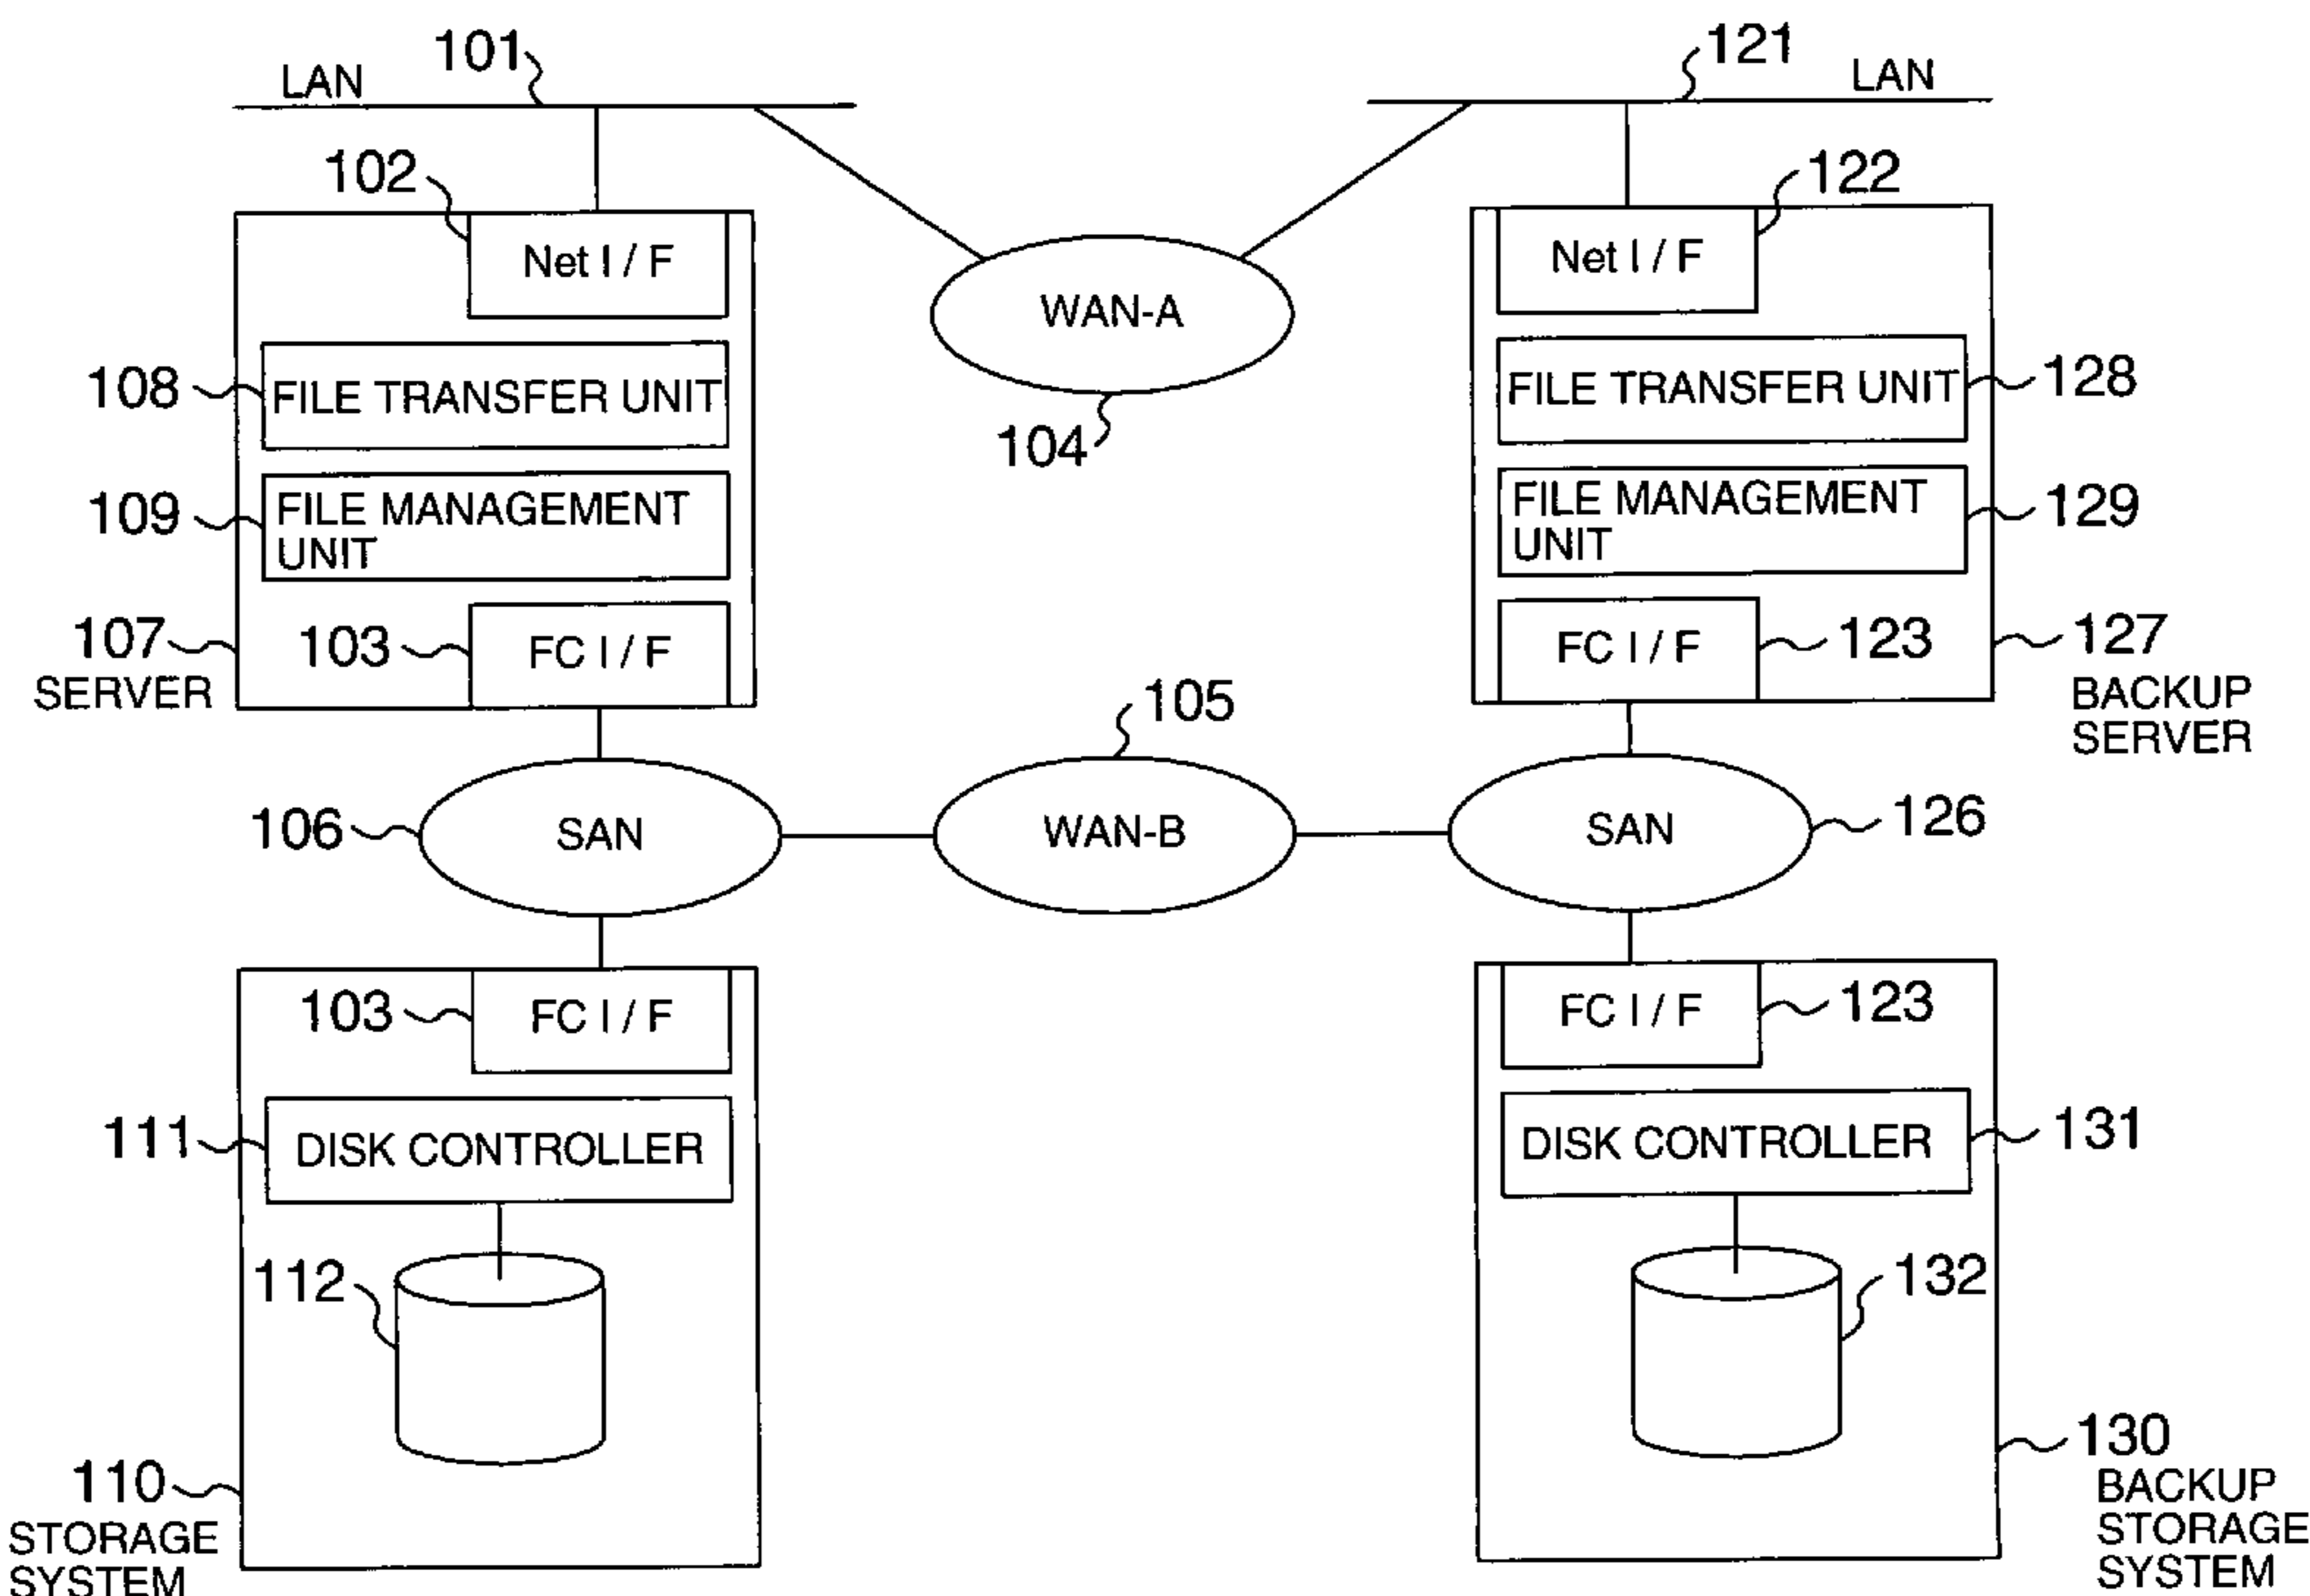 101
LAN
121
LAN
102
Net I / F
122
Net I / F
WAN-A
104
108
FILE TRANSFER UNIT
FILE TRANSFER UNIT
128
109
FILE MANAGEMENT
UNIT
FILE MANAGEMENT
UNIT
129
107
SERVER
103
FC I / F
FC I / F
123
127
BACKUP
SERVER
105
106
SAN
WAN-B
SAN
126
103
FC I / F
FC I / F
123
111
DISK CONTROLLER
DISK CONTROLLER
131
112
132
110
STORAGE
SYSTEM
130
BACKUP
STORAGE
SYSTEM